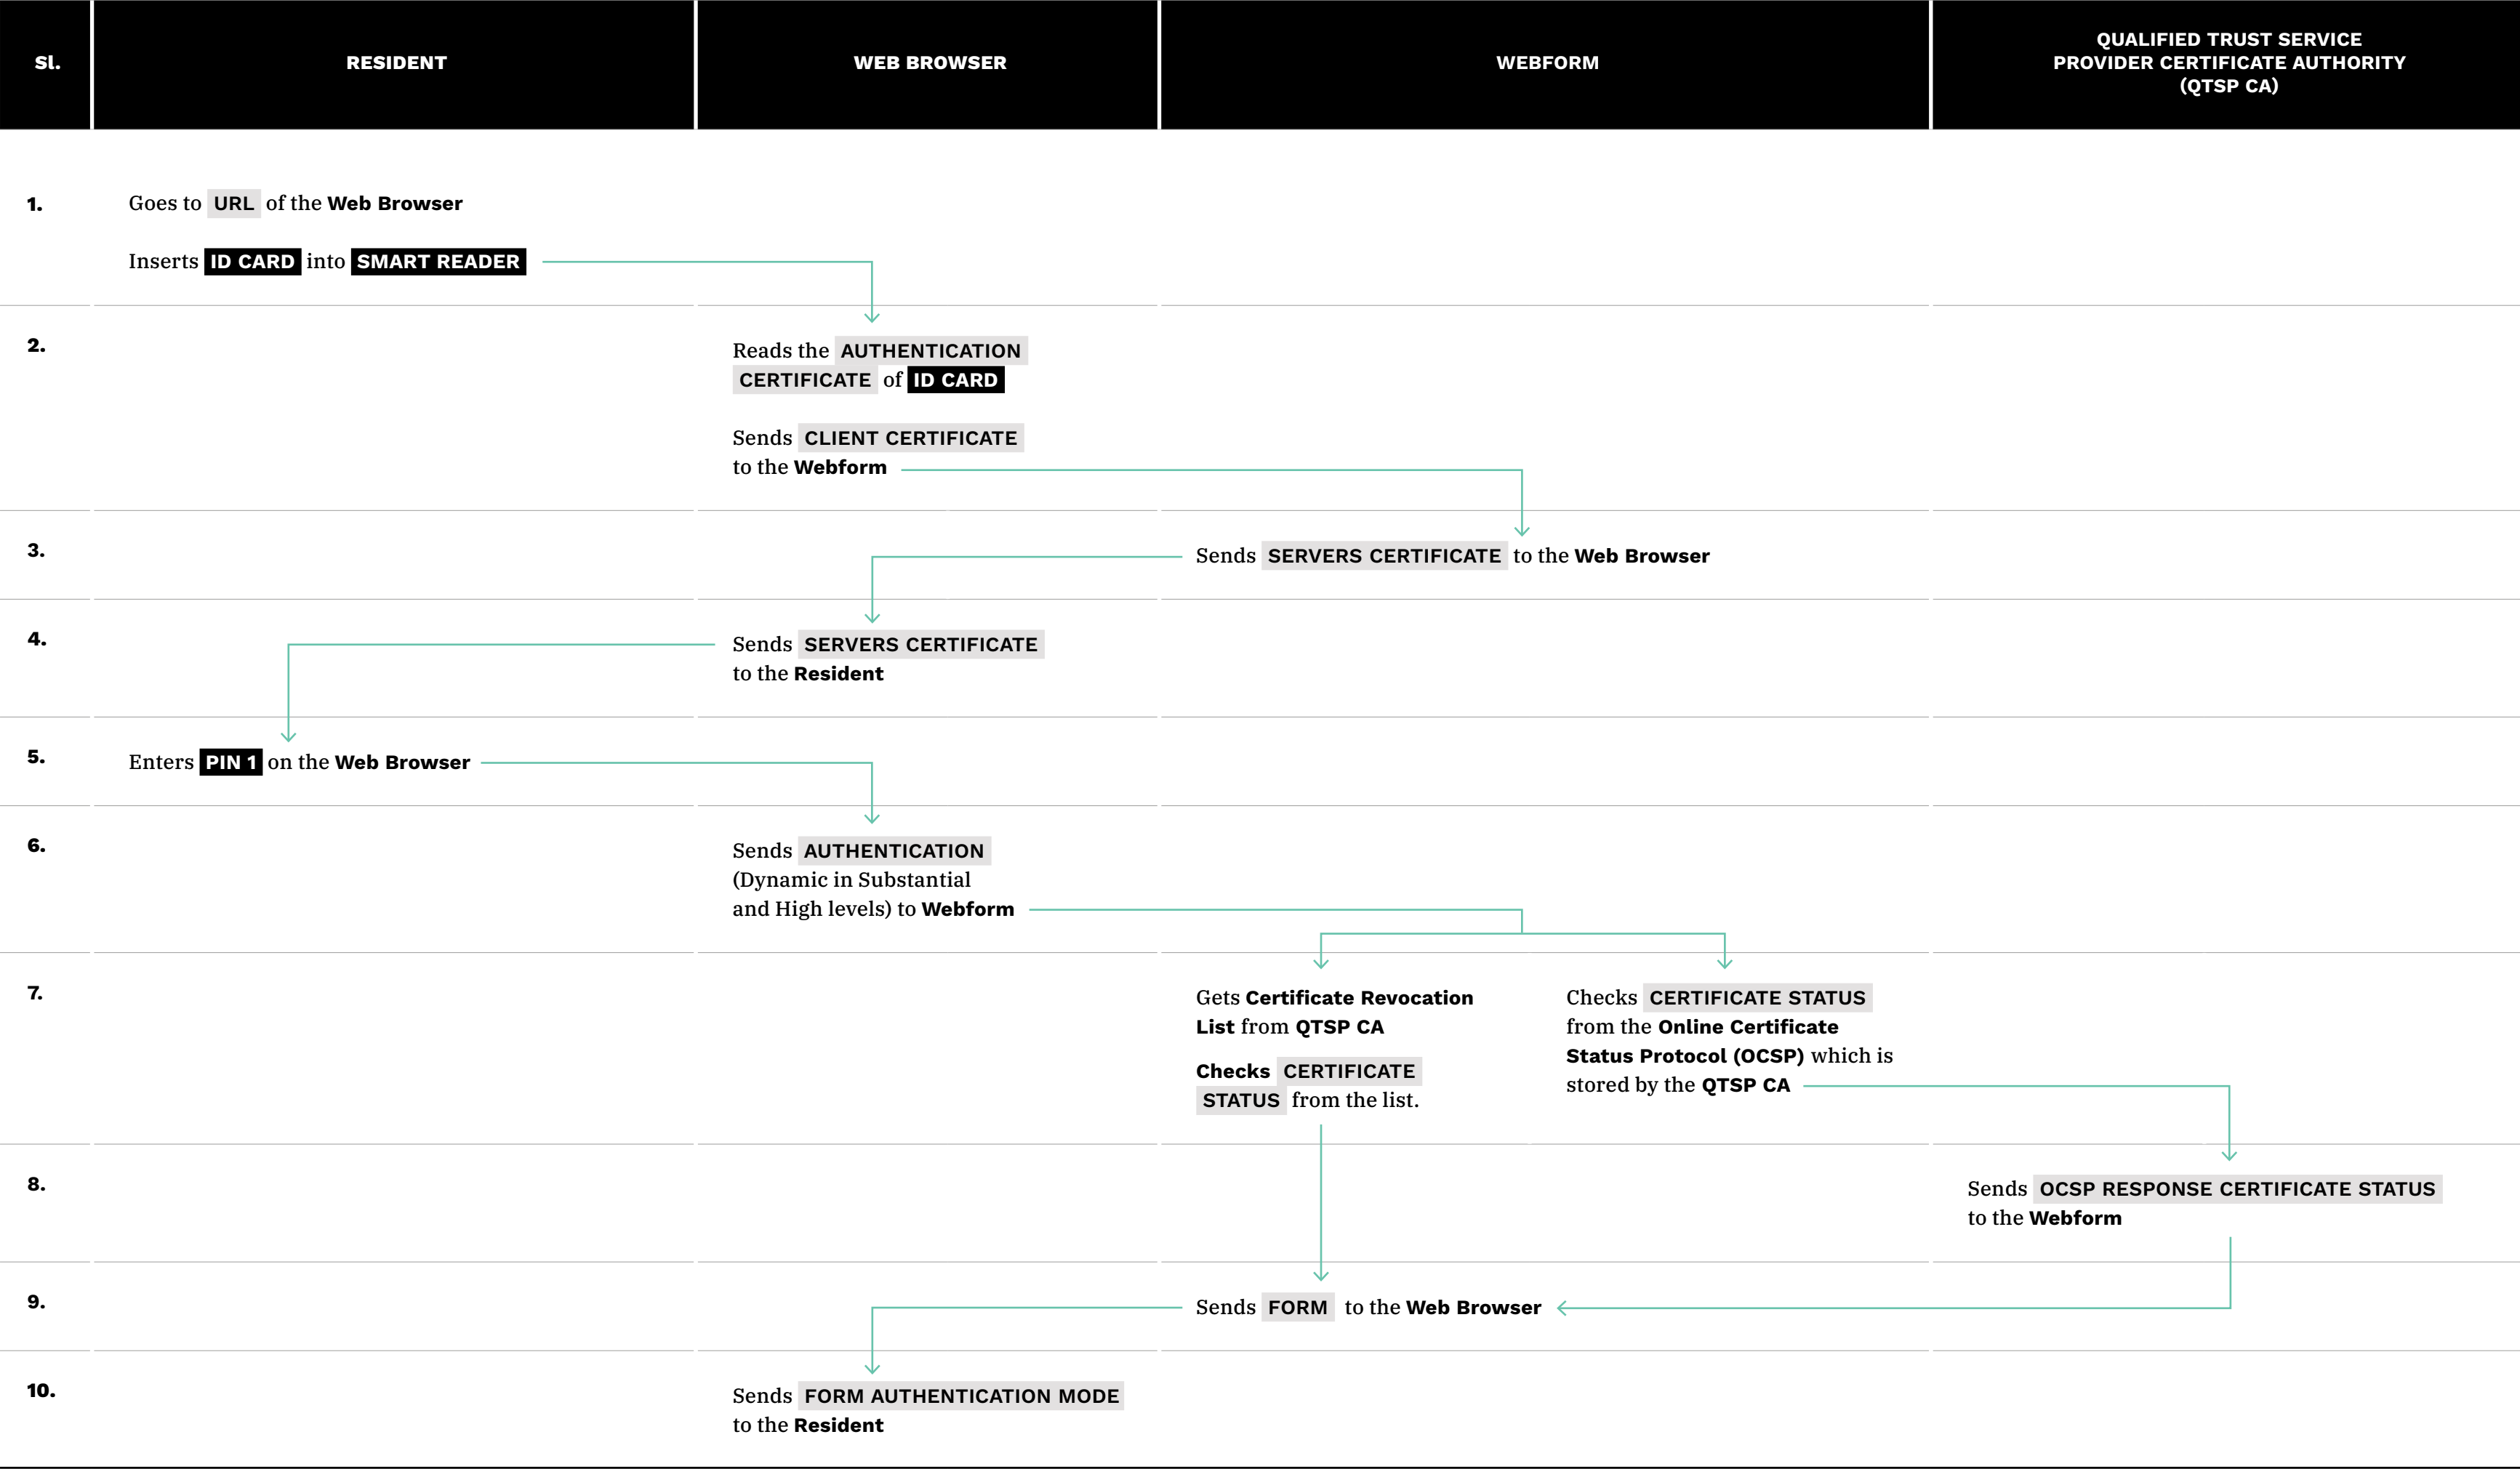 Sl.
RESIDENT
WEB BROWSER
WEBFORM
QUALIFIED TRUST SERVICE
PROVIDER CERTIFICATE AUTHORITY
(QTSP CA)
1.
Goes to URL of the Web Browser
Inserts ID CARD into SMART READER
2.
Reads the AUTHENTICATION
CERTIFICATE of ID CARD
Sends CLIENT CERTIFICATE
to the Webform
3.
Sends SERVERS CERTIFICATE to the Web Browser
4.
Sends SERVERS CERTIFICATE
to the Resident
5.
Enters PIN 1 on the Web Browser
6.
Sends AUTHENTICATION
(Dynamic in Substantial
and High levels) to Webform
7.
Gets Certificate Revocation
List from QTSP CA
Checks CERTIFICATE
STATUS from the list.
Checks CERTIFICATE STATUS
from the Online Certificate
Status Protocol (OCSP) which is
stored by the QTSP CA
8.
Sends OCSP RESPONSE CERTIFICATE STATUS
to the Webform
9.
Sends FORM to the Web Browser
10.
Sends FORM AUTHENTICATION MODE
to the Resident